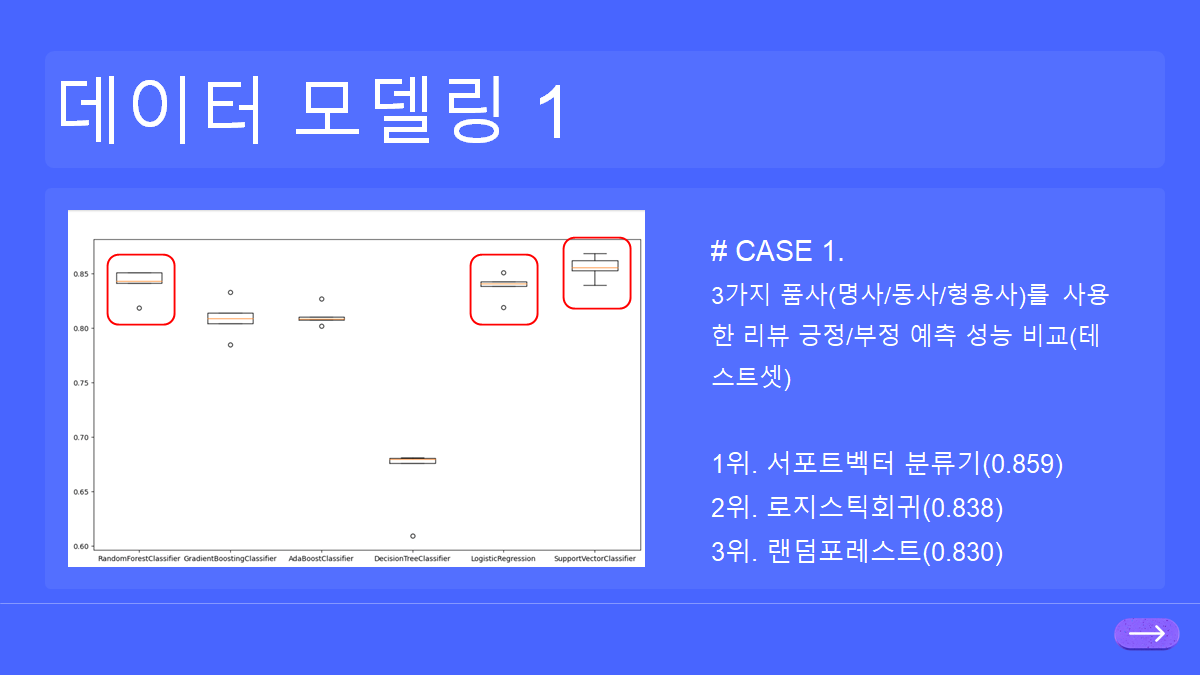 데이터 모델링 1
0.85
0.80
0.75
0.70
0.65
0.60
RandomForestClassifier GradientBoostingClassifier AdaBoostClassifier DecisionTreeClassifier LogisticRegression SupportVectorClassifier
# CASE 1.
3가지 품사(명사/동사/형용사)를 사용
한 리뷰 긍정/부정 예측 성능 비교(테
스트셋)
1위. 서포트벡터 분류기(0.859)
2위. 로지스틱회귀(0.838)
3위. 랜덤포레스트(0.830)